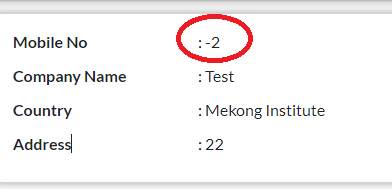 Mobile No : -2
Company Name : Test
Country : Mekong Institute
Address : 22